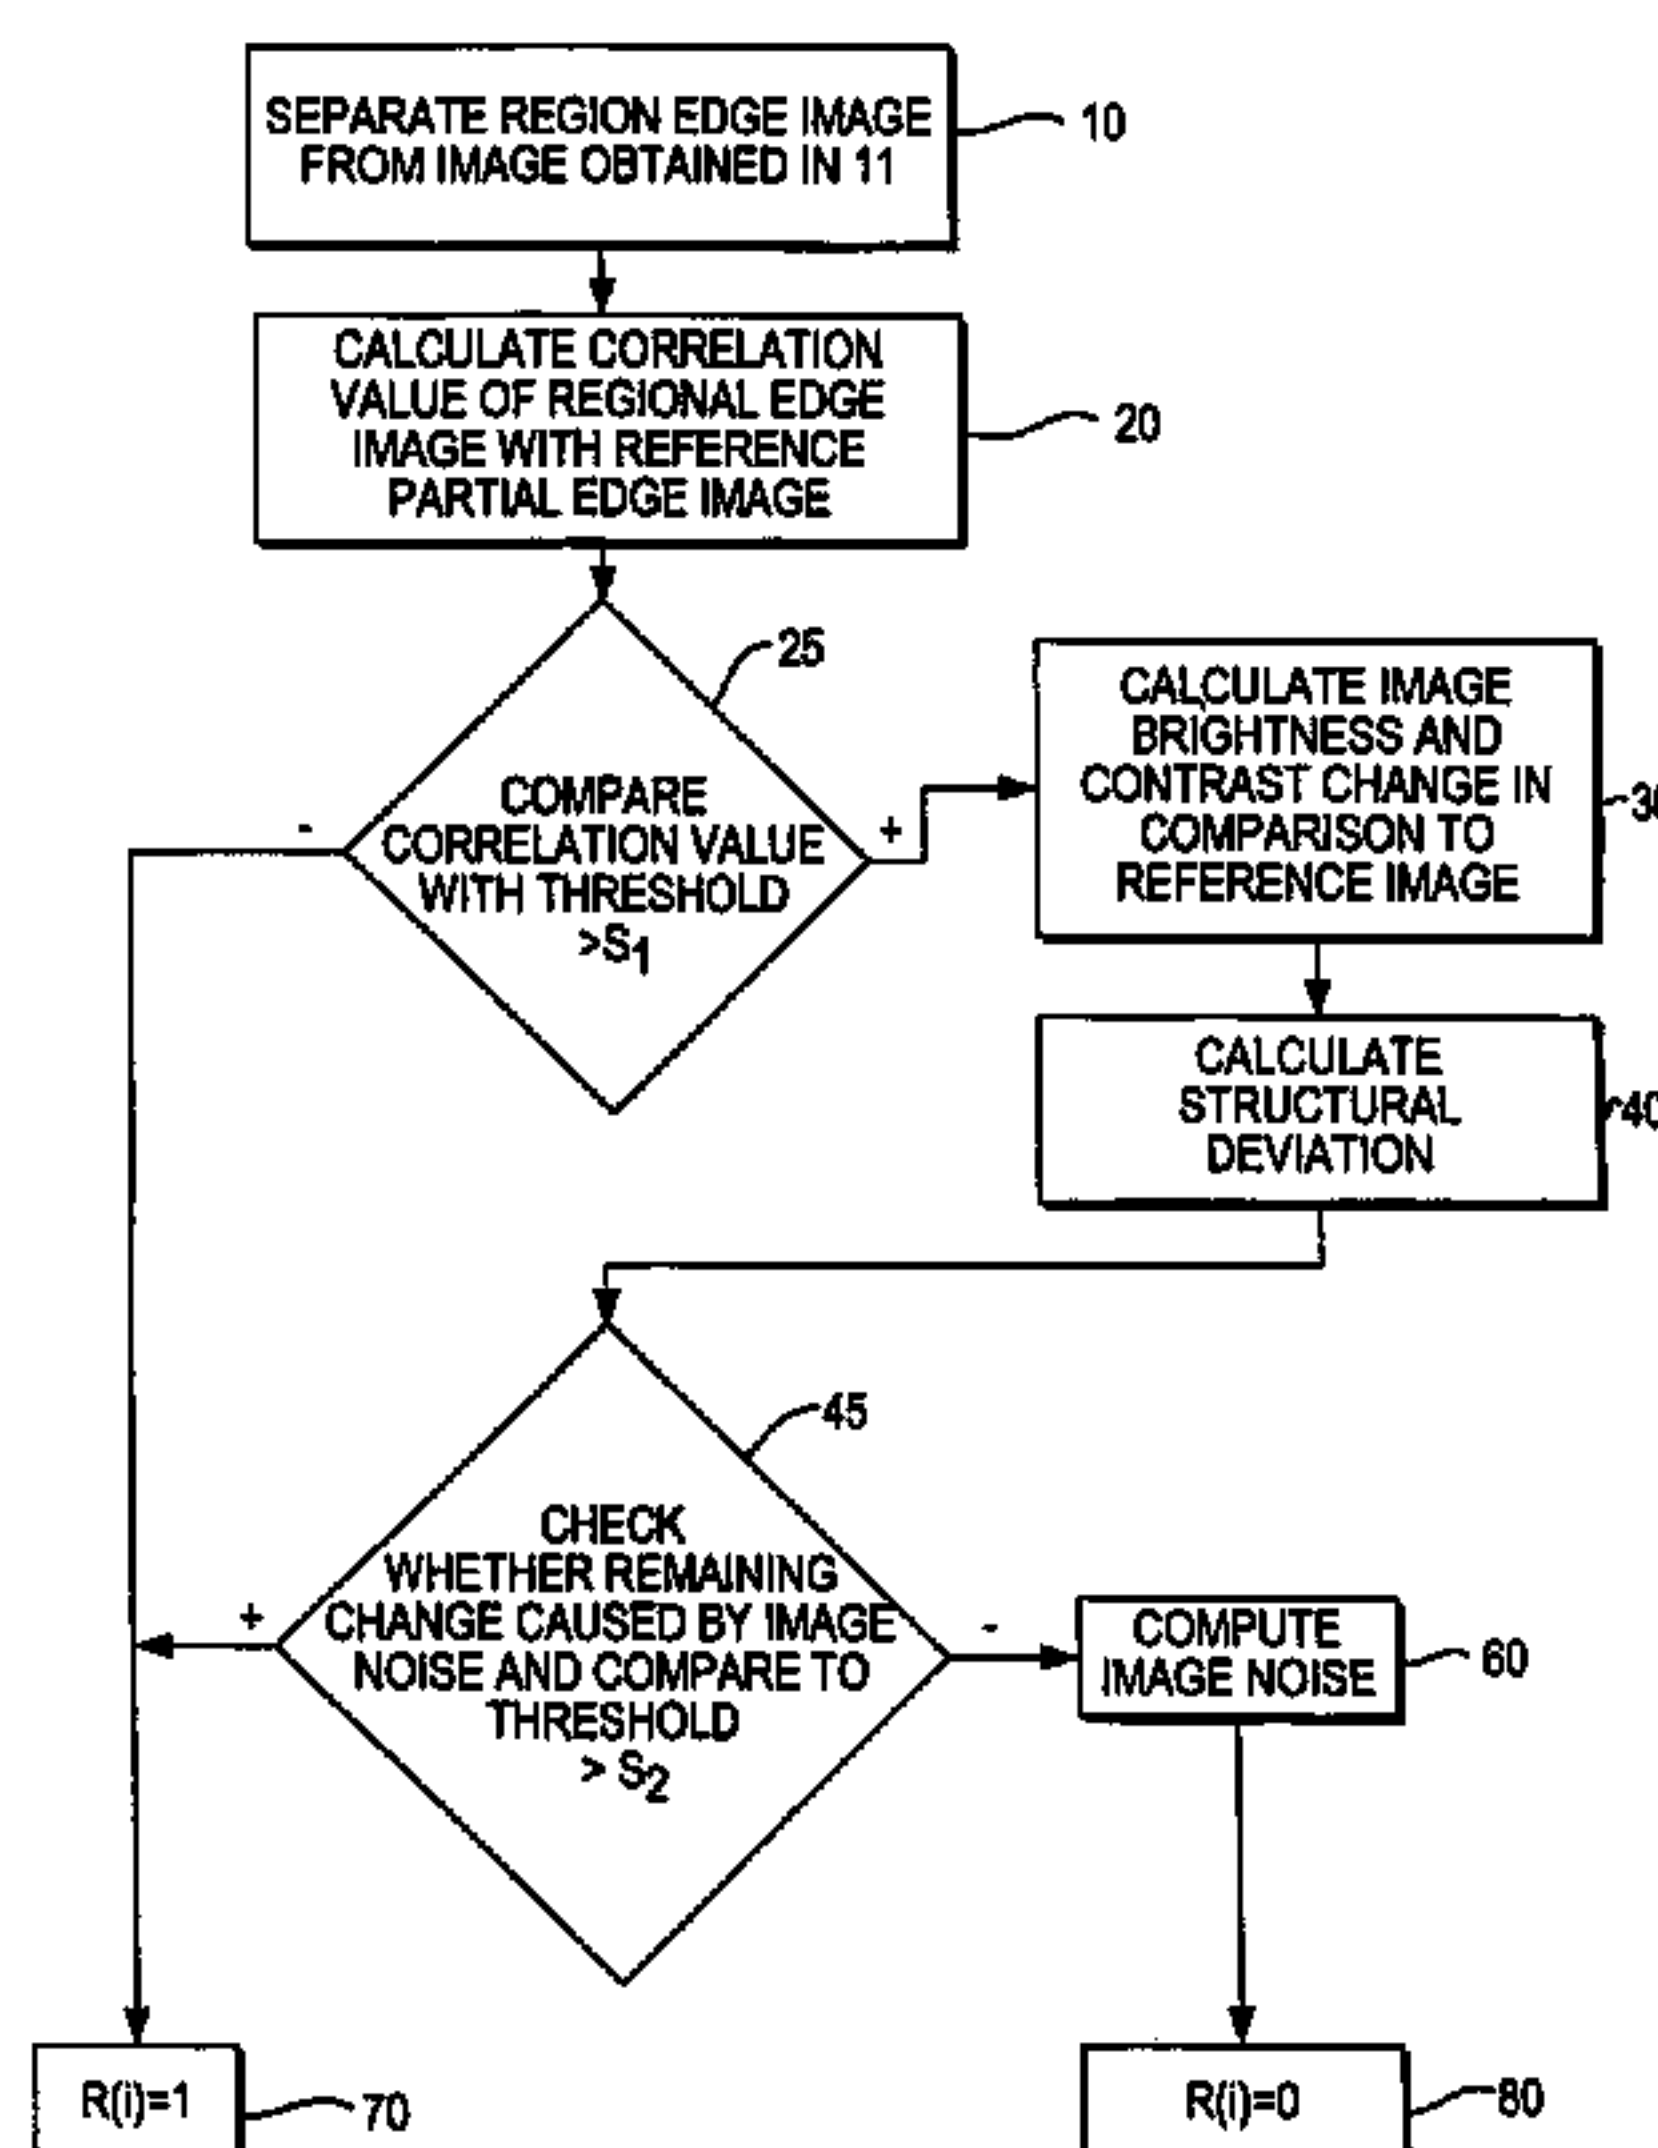 SEPARATE REGION EDGE IMAGE
FROM IMAGE OBTAINED IN 11
10
CALCULATE CORRELATION
VALUE OF REGIONAL EDGE
IMAGE WITH REFERENCE
PARTIAL EDGE IMAGE
20
25
COMPARE
CORRELATION VALUE
WITH THRESHOLD
>S1
-
+
CALCULATE IMAGE
BRIGHTNESS AND
CONTRAST CHANGE IN
COMPARISON TO
REFERENCE IMAGE
30
CALCULATE
STRUCTURAL
DEVIATION
40
45
CHECK
WHETHER REMAINING
CHANGE CAUSED BY IMAGE
NOISE AND COMPARE TO
THRESHOLD
> S2
+
-
COMPUTE
IMAGE NOISE
60
R(i)=1
70
R(i)=0
80